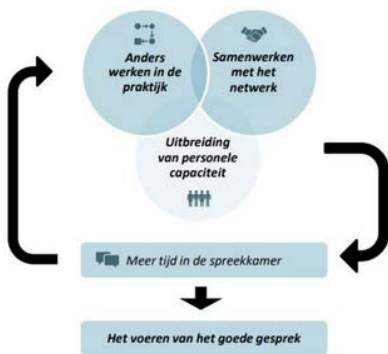 Anders
werken in de
praktijk
Samenwerken
met het
netwerk
Uitbreiding
van personele
capaciteit
Meer tijd in de spreekkamer
Het voeren van het goede gesprek